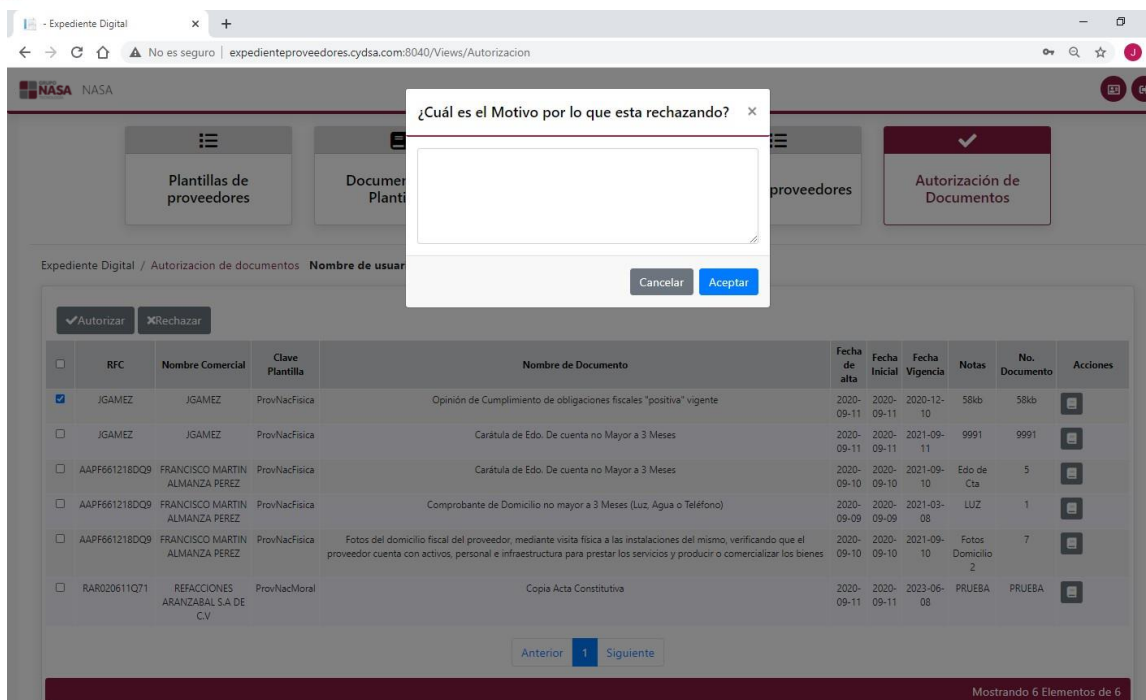 - Expediente Digital
No es seguro | expedienteproveedores.cydsa.com:8040/Views/Autorizacion
J
NASA NASA
¿Cuál es el Motivo por lo que esta rechazando? ×
Cancelar Aceptar
Plantillas de
proveedores
Documen
Planti
proveedores
Autorización de
Documentos
Expediente Digital / Autorizacion de documentos Nombre de usuar
Autorizar Rechazar
RFC Nombre Comercial Clave Plantilla Nombre de Documento Fecha de alta Fecha Inicial Fecha Vigencia Notas No. Documento Acciones
JGAMEZ JGAMEZ ProvNacFisica Opinión de Cumplimiento de obligaciones fiscales "positiva" vigente 2020-09-11 2020-09-11 2020-12-10 58kb 58kb
JGAMEZ JGAMEZ ProvNacFisica Carátula de Edo. De cuenta no Mayor a 3 Meses 2020-09-11 2020-09-11 2021-09-11 9991 9991
AAPF661218DQ9 FRANCISCO MARTIN ALMANZA PEREZ ProvNacFisica Carátula de Edo. De cuenta no Mayor a 3 Meses 2020-09-10 2020-09-10 2021-09-10 Edo de Cta 5
AAPF661218DQ9 FRANCISCO MARTIN ALMANZA PEREZ ProvNacFisica Comprobante de Domicilio no mayor a 3 Meses (Luz, Agua o Teléfono) 2020-09-09 2020-09-09 2021-03-08 LUZ 1
AAPF661218DQ9 FRANCISCO MARTIN ALMANZA PEREZ ProvNacFisica Fotos del domicilio fiscal del proveedor, mediante visita física a las instalaciones del mismo, verificando que el proveedor cuenta con activos, personal e infraestructura para prestar los servicios y producir o comercializar los bienes 2020-09-10 2020-09-10 2021-09-10 Fotos Domicilio 2 7
RAR020611Q71 REFACCIONES ARANZABAL S.A DE C.V ProvNacMoral Copia Acta Constitutiva 2020-09-11 2020-09-11 2023-06-08 PRUEBA PRUEBA
Anterior 1 Siguiente
Mostrando 6 Elementos de 6